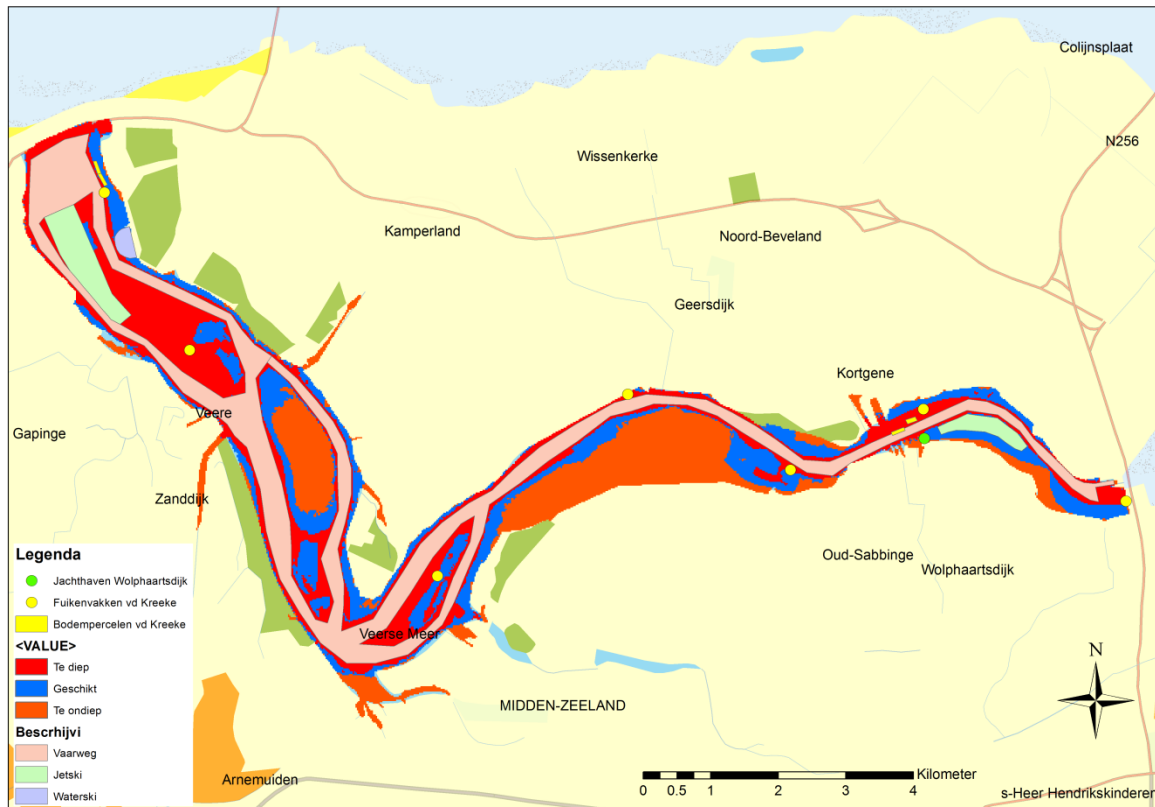 Colijnsplaat
N256
Wissenkerke
Kamperland
Noord-Beveland
Geersdijk
Kortgene
Veere
Gapinge
Zanddijk
Oud-Sabbinge
Wolphaartsdijk
Veerse Meer
MIDDEN-ZEELAND
Arnemuiden
s-Heer Hendrikskinderen
Legenda
Jachthaven Wolphaartsdijk
Fuikenvakken vd Kreeke
Bodempercelen vd Kreeke
<VALUE>
Te diep
Geschikt
Te ondiep
Bescrhijvi
Vaarweg
Jetski
Waterski
N
Kilometer
0 0.5 1 2 3 4